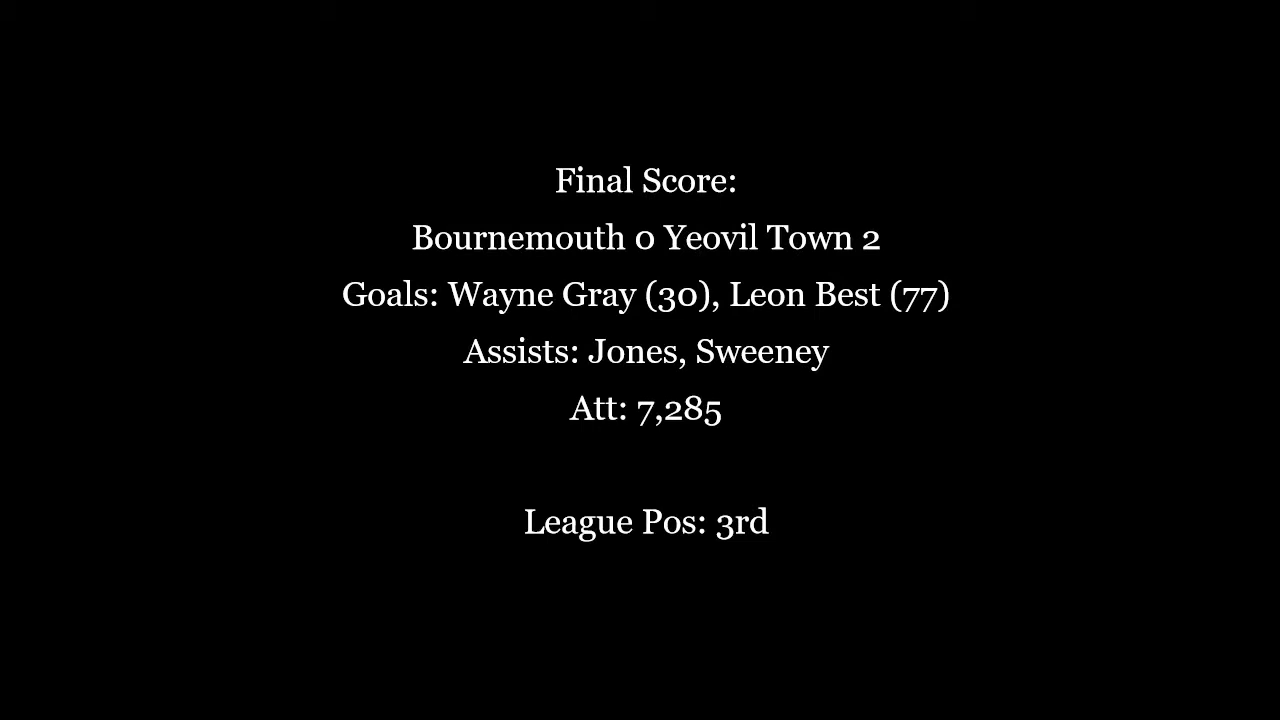 Final Score:
Bournemouth 0 Yeovil Town 2
Goals: Wayne Gray (30), Leon Best (77)
Assists: Jones, Sweeney
Att: 7,285
League Pos: 3rd